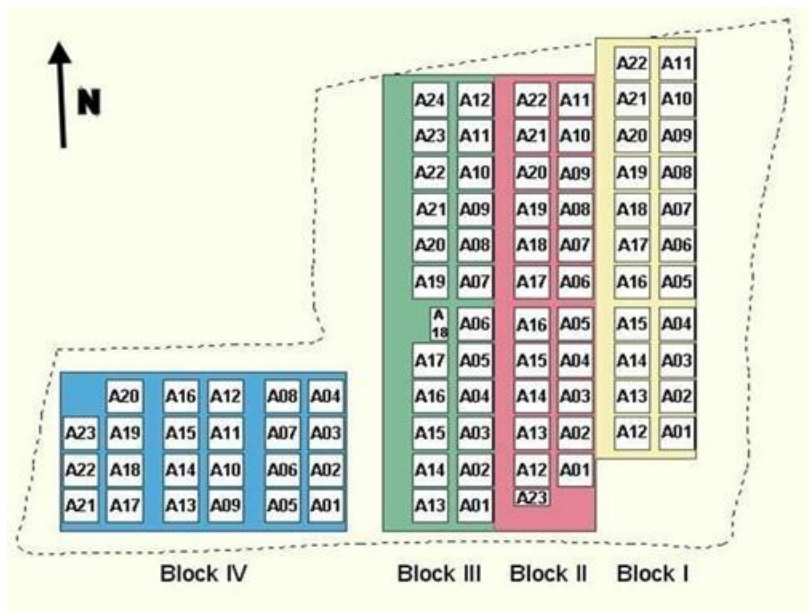 N
A20 A16 A12 A08 A04
A23 A19 A15 A11 A07 A03
A22 A18 A14 A10 A06 A02
A21 A17 A13 A09 A05 A01
Block IV
A24 A12
A23 A11
A22 A10
A21 A09
A20 A08
A19 A07
A 18 A06
A17 A05
A16 A04
A15 A03
A14 A02
A13 A01
Block III
A22 A11
A21 A10
A20 A09
A19 A08
A18 A07
A17 A06
A16 A05
A15 A04
A14 A03
A13 A02
A12 A01
A23
Block II
A22 A11
A21 A10
A20 A09
A19 A08
A18 A07
A17 A06
A16 A05
A15 A04
A14 A03
A13 A02
A12 A01
Block I